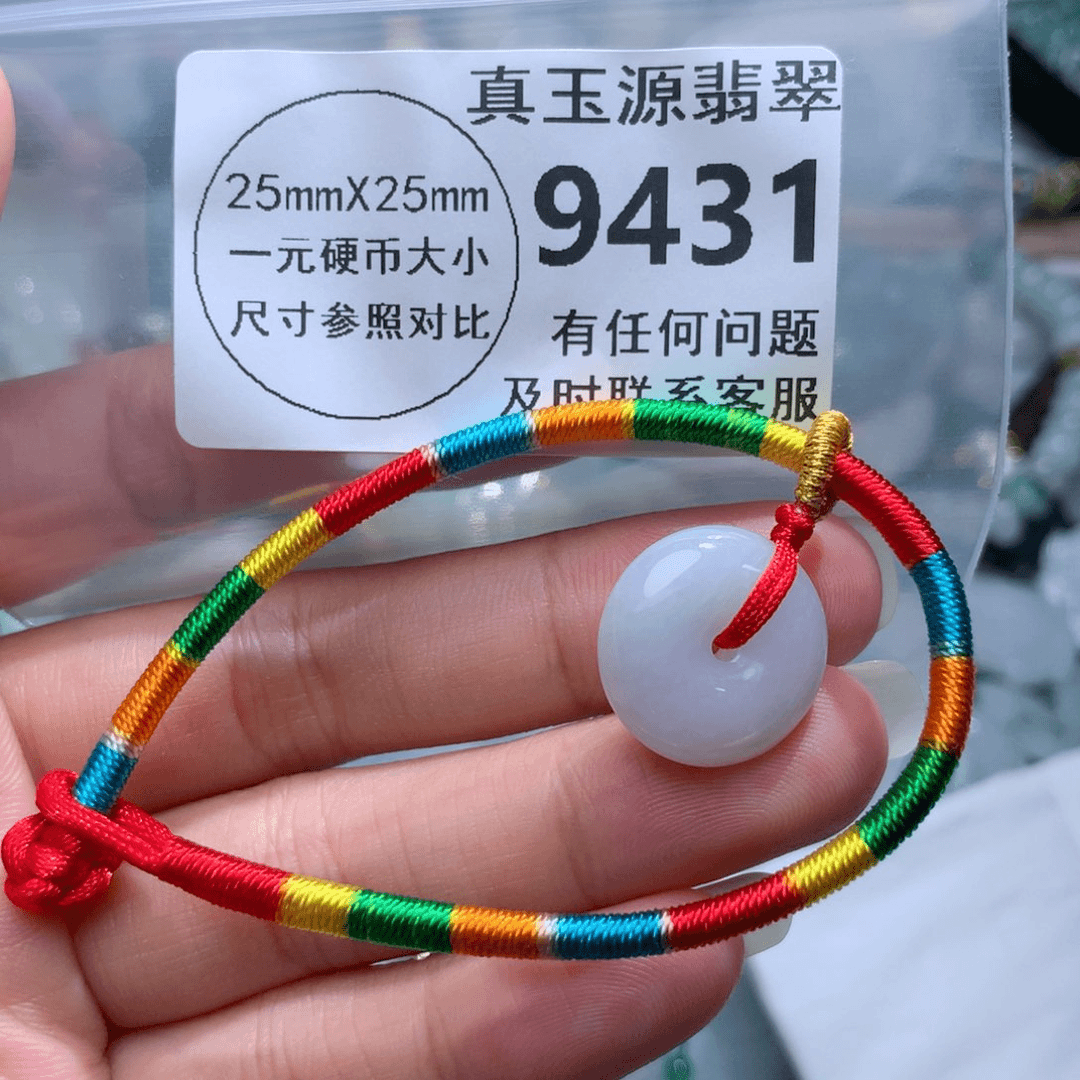 真玉源翡翠
9431
25mmX25mm
一元硬币大小
尺寸参照对比
有任何问题
及时联系客服